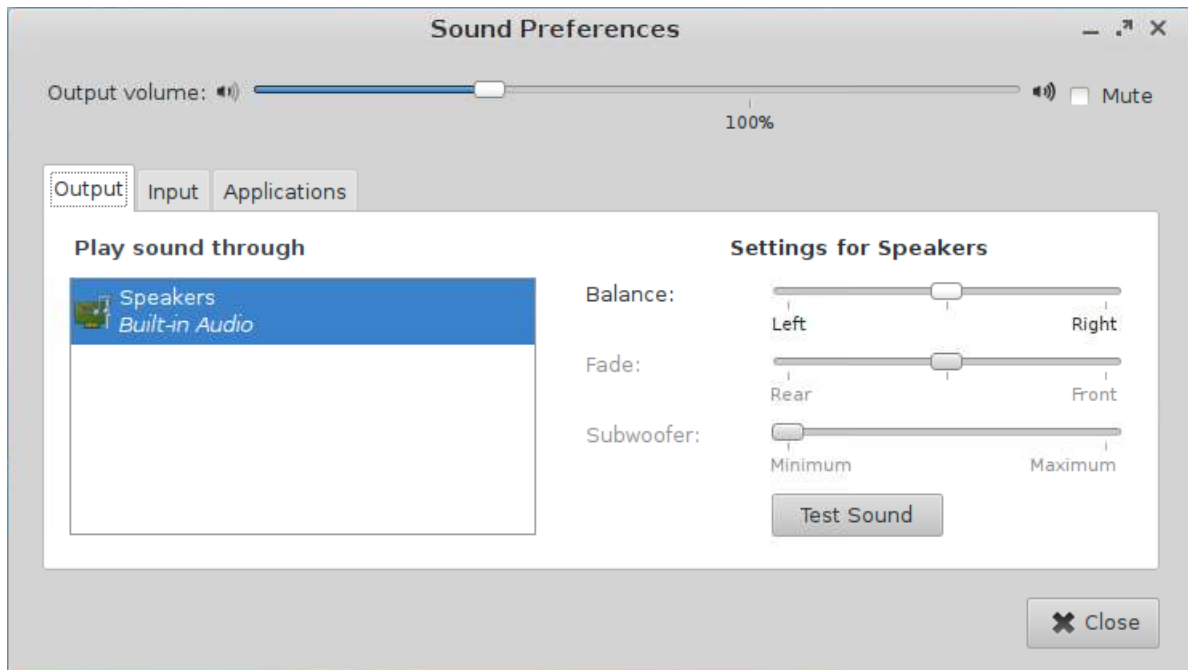 Sound Preferences
Output volume:
Mute
100%
Output
Input
Applications
Play sound through
Speakers
Built-in Audio
Settings for Speakers
Balance:
Left
Right
Fade:
Rear
Front
Subwoofer:
Minimum
Maximum
Test Sound
Close